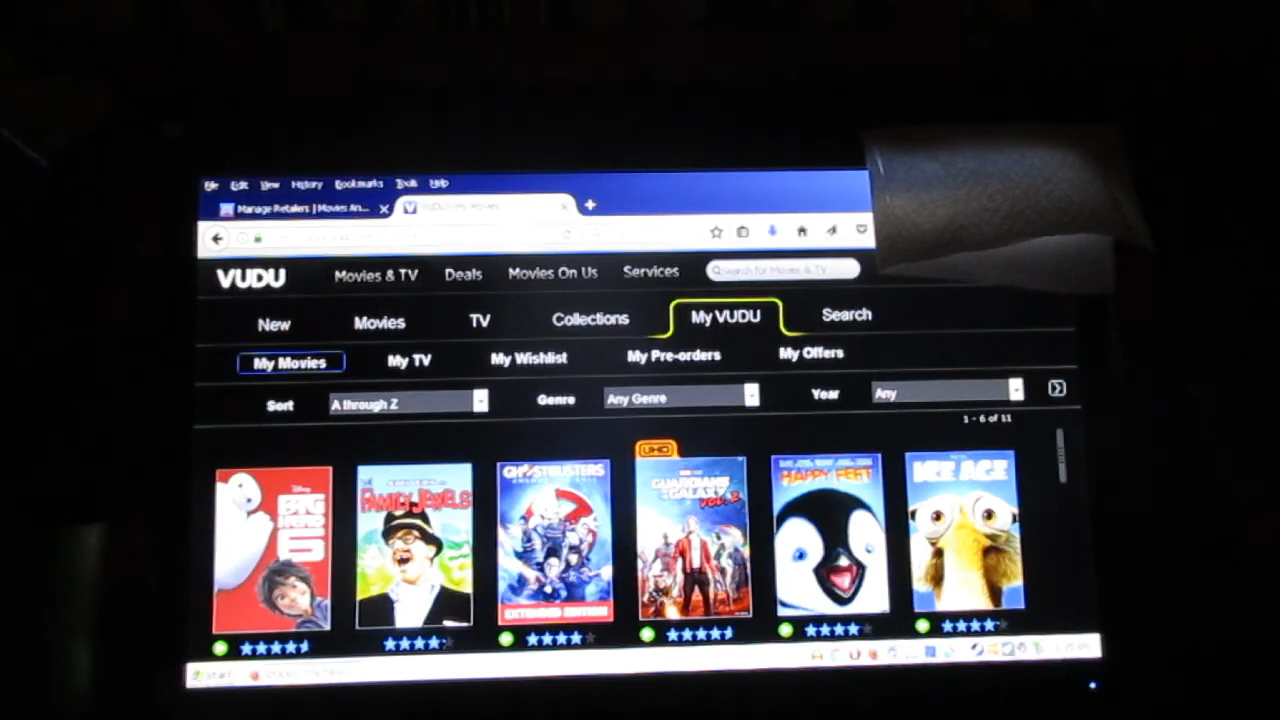 File Edit View History Bookmarks Tools Help
Manage Retailers | Movies An...
VUDU - My Movies
VUDU Movies & TV Deals Movies On Us Services Search for Movies & TV
New Movies TV Collections My VUDU Search
My Movies My TV My Wishlist My Pre-orders My Offers
Sort A through Z Genre Any Genre Year Any
1 - 6 of 11
UHD
Disney
BIG
HERO
6
FAMILY JEWELS
GHOSTBUSTERS
EXTENDED EDITION
GUARDIANS
GALAXY
VOL. 2
HAPPY FEET
ICE AGE
Start